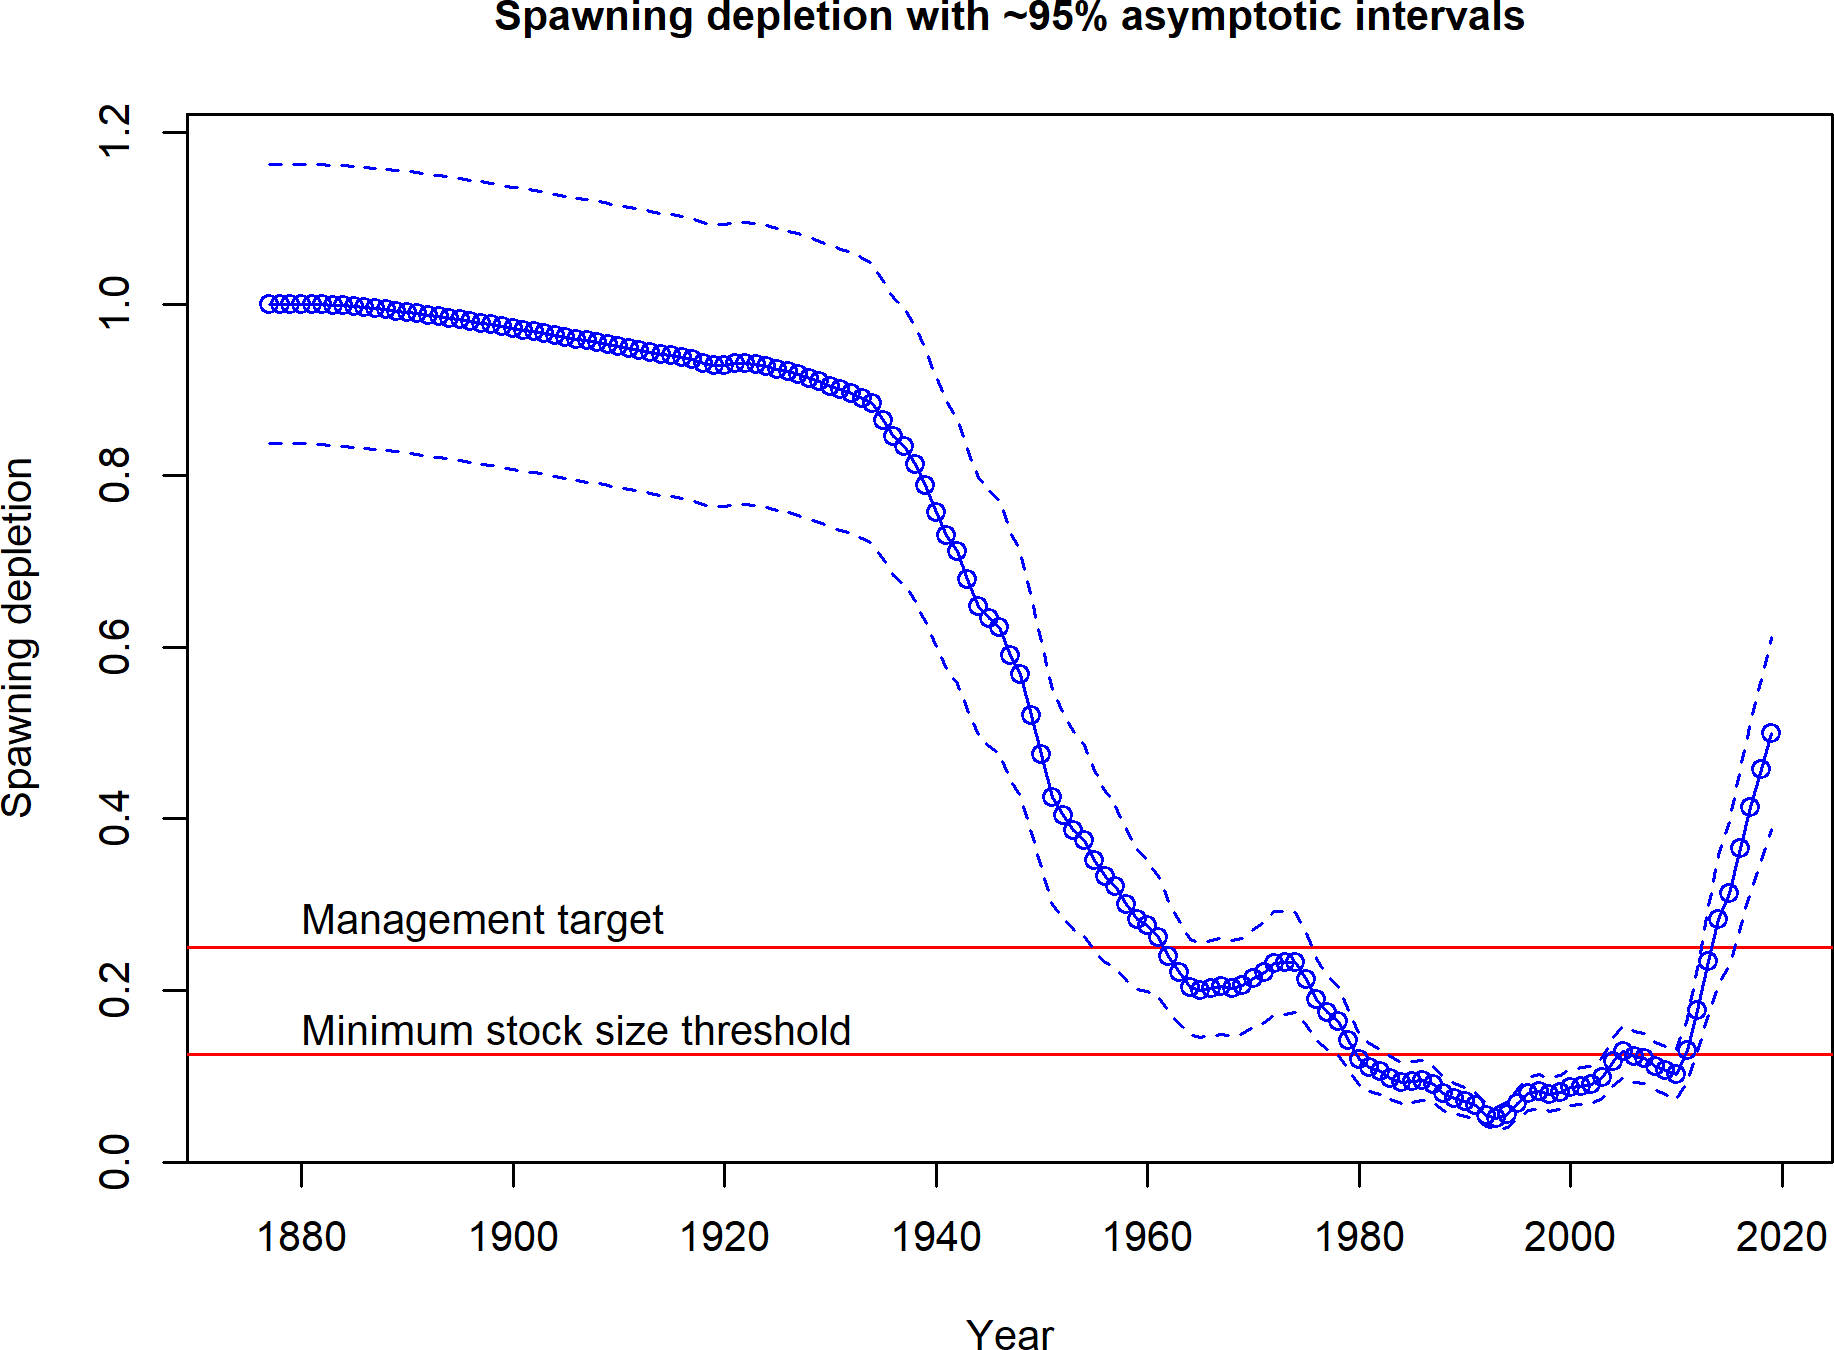 Spawning depletion with ~95% asymptotic intervals
Spawning depletion
1.2
1.0
0.8
0.6
0.4
0.2
0.0
Management target
Minimum stock size threshold
1880 1900 1920 1940 1960 1980 2000 2020
Year